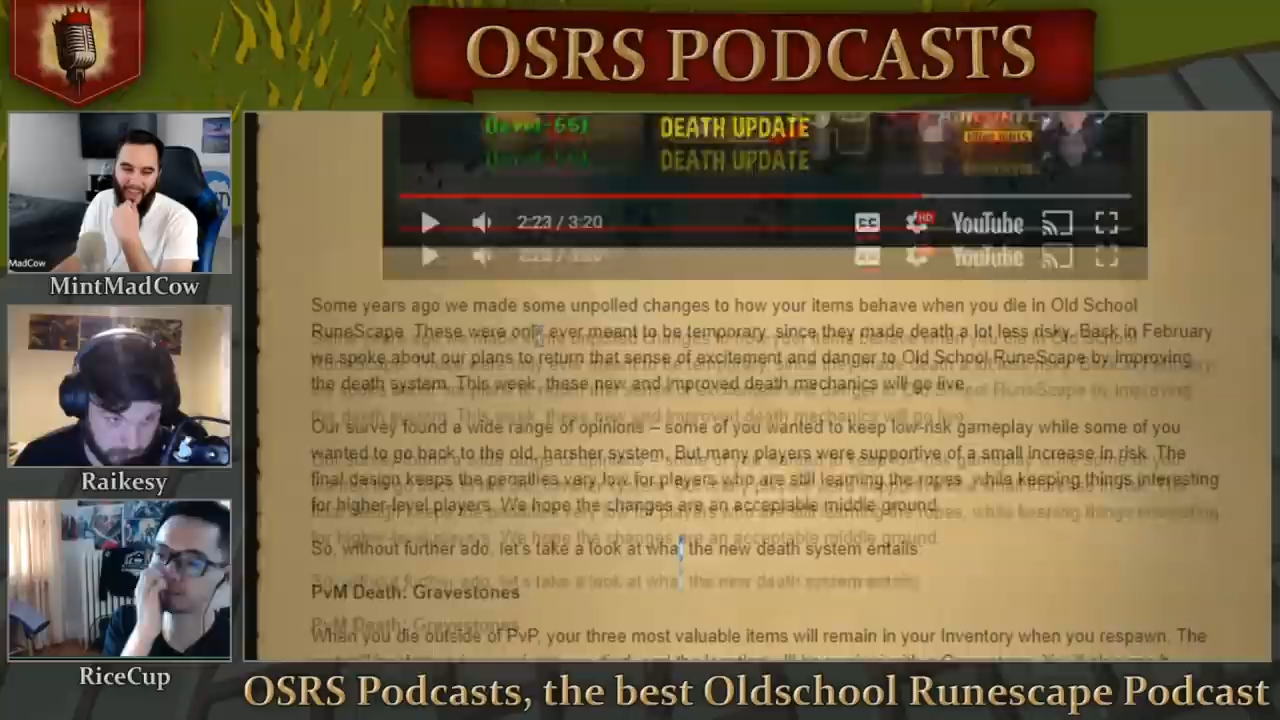 OSRS PODCASTS
DEATH UPDATE
DEATH UPDATE
2:23 / 3:20
CC
HD
YouTube
YouTube
MadCow
MintMadCow
Raikesy
RiceCup
Some years ago we made some unpolled changes to how your items behave when you die in Old School
RuneScape. These were only ever meant to be temporary, since they made death a lot less risky. Back in February
we spoke about our plans to return that sense of excitement and danger to Old School RuneScape by improving
the death system. This week, these new and improved death mechanics will go live.
Our survey found a wide range of opinions – some of you wanted to keep low-risk gameplay while some of you
wanted to go back to the old, harsher system. But many players were supportive of a small increase in risk. The
final design keeps the penalties very low for players who are still learning the ropes, while keeping things interesting
for higher-level players. We hope the changes are an acceptable middle ground.
So, without further ado, let's take a look at what the new death system entails
PvM Death: Gravestones
When you die outside of PvP, your three most valuable items will remain in your Inventory when you respawn. The
OSRS Podcasts, the best Oldschool Runescape Podcast